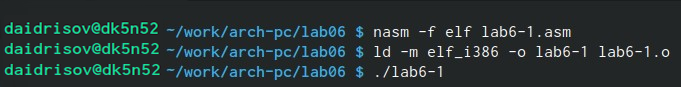 daidrisov@dk5n52 ~/work/arch-pc/lab06 $ nasm -f elf lab6-1.asm
daidrisov@dk5n52 ~/work/arch-pc/lab06 $ ld -m elf_i386 -o lab6-1 lab6-1.o
daidrisov@dk5n52 ~/work/arch-pc/lab06 $ ./lab6-1